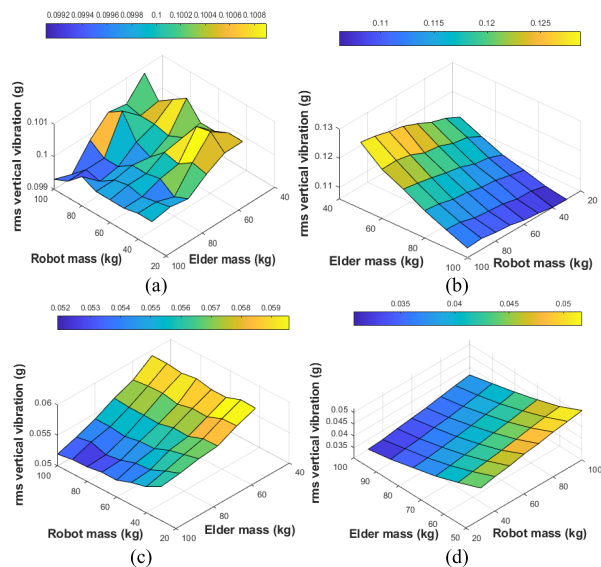 0.0992 0.0994 0.0996 0.0998 0.1 0.1002 0.1004 0.1006 0.1008
rms vertical vibration (g)
0.101
0.1
0.099
100
80
60
40
20
Robot mass (kg)
100
80
60
40
Elder mass (kg)
(a)
0.11 0.115 0.12 0.125
rms vertical vibration (g)
0.13
0.12
0.11
40
60
80
100
Elder mass (kg)
100
80
60
40
20
Robot mass (kg)
(b)
0.052 0.053 0.054 0.055 0.056 0.057 0.058 0.059
rms vertical vibration (g)
0.06
0.055
0.05
100
80
60
40
20
Robot mass (kg)
100
80
60
40
Elder mass (kg)
(c)
0.035 0.04 0.045 0.05
rms vertical vibration (g)
0.05
0.045
0.04
0.035
100
90
80
70
60
50
Elder mass (kg)
20
40
60
80
100
Robot mass (kg)
(d)